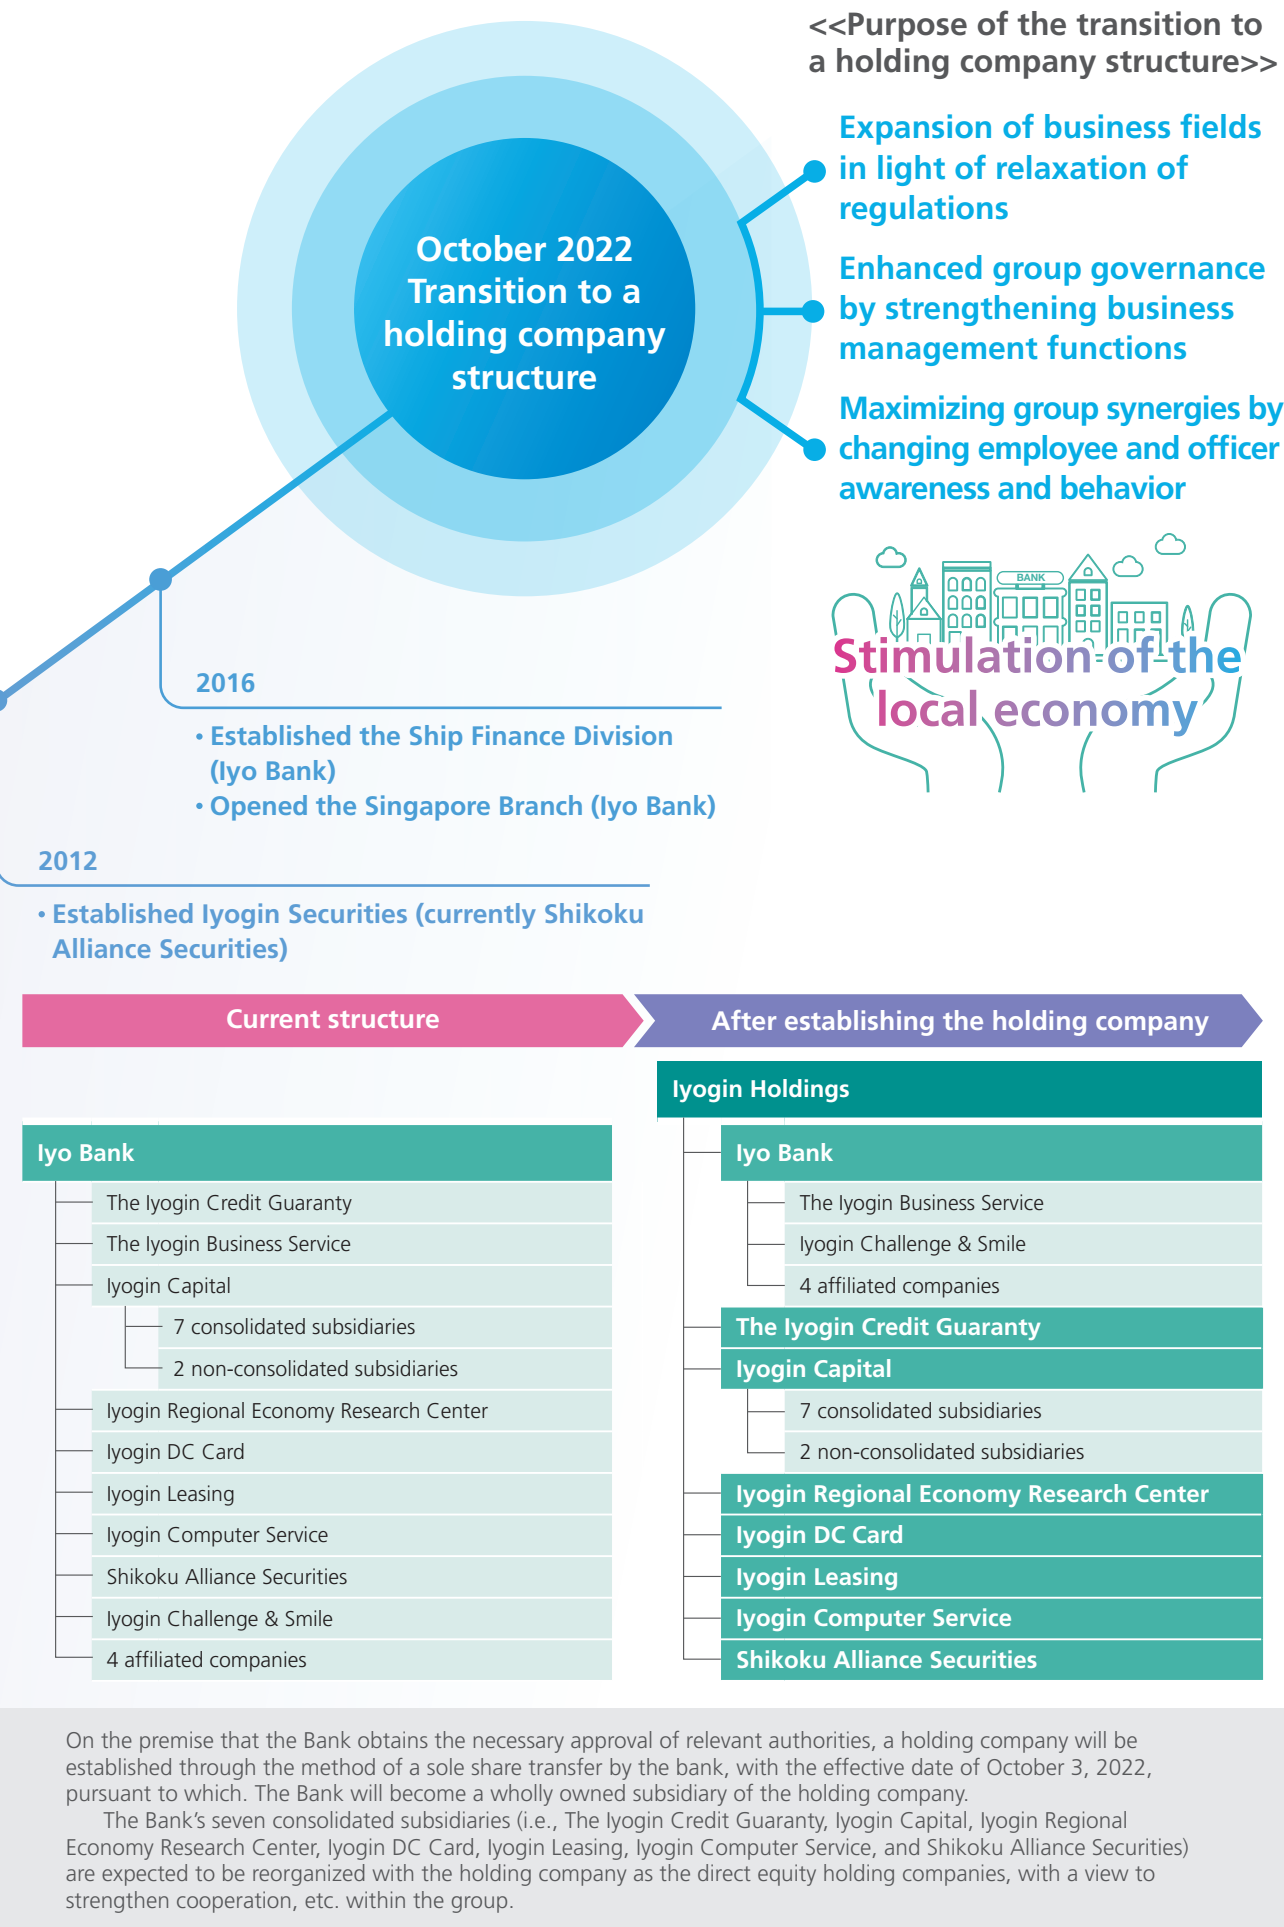 <<Purpose of the transition to
a holding company structure>>
Expansion of business fields
in light of relaxation of
regulations
Enhanced group governance
by strengthening business
management functions
Maximizing group synergies by
changing employee and officer
awareness and behavior
October 2022
Transition to a
holding company
structure
BANK
Stimulation of the
local economy
2016
• Established the Ship Finance Division
(Iyo Bank)
• Opened the Singapore Branch (Iyo Bank)
2012
• Established Iyogin Securities (currently Shikoku
Alliance Securities)
Current structure
Iyo Bank
The Iyogin Credit Guaranty
The Iyogin Business Service
Iyogin Capital
7 consolidated subsidiaries
2 non-consolidated subsidiaries
Iyogin Regional Economy Research Center
Iyogin DC Card
Iyogin Leasing
Iyogin Computer Service
Shikoku Alliance Securities
Iyogin Challenge & Smile
4 affiliated companies
After establishing the holding company
Iyogin Holdings
Iyo Bank
The Iyogin Business Service
Iyogin Challenge & Smile
4 affiliated companies
The Iyogin Credit Guaranty
Iyogin Capital
7 consolidated subsidiaries
2 non-consolidated subsidiaries
Iyogin Regional Economy Research Center
Iyogin DC Card
Iyogin Leasing
Iyogin Computer Service
Shikoku Alliance Securities
On the premise that the Bank obtains the necessary approval of relevant authorities, a holding company will be
established through the method of a sole share transfer by the bank, with the effective date of October 3, 2022,
pursuant to which. The Bank will become a wholly owned subsidiary of the holding company.
The Bank's seven consolidated subsidiaries (i.e., The Iyogin Credit Guaranty, Iyogin Capital, Iyogin Regional
Economy Research Center, Iyogin DC Card, Iyogin Leasing, Iyogin Computer Service, and Shikoku Alliance Securities)
are expected to be reorganized with the holding company as the direct equity holding companies, with a view to
strengthen cooperation, etc. within the group.